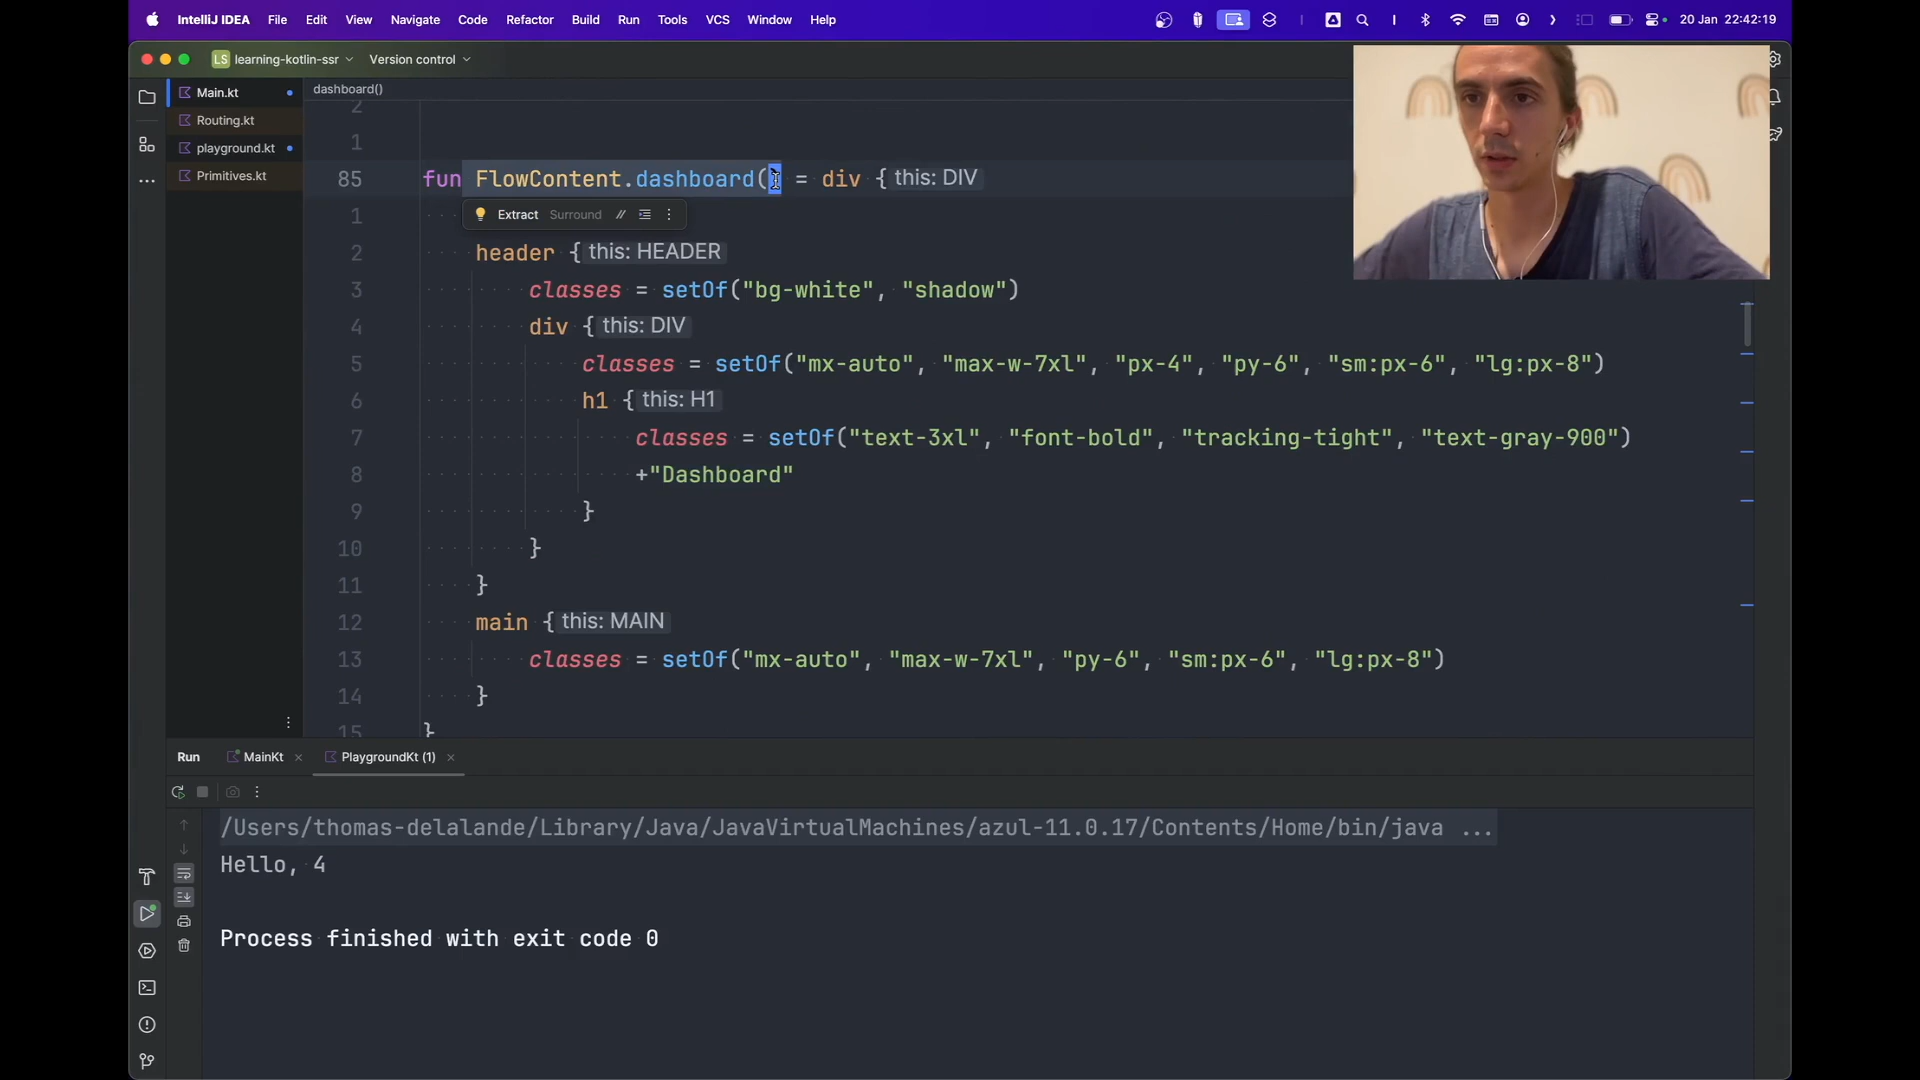 IntelliJ IDEA File Edit View Navigate Code Refactor Build Run Tools VCS Window Help 20 Jan 22:42:19
LS learning-kotlin-ssr Version control
Main.kt
Routing.kt
playground.kt
Primitives.kt
dashboard()
2
1
85 fun FlowContent.dashboard() = div { this: DIV
Extract Surround //
1
2 header { this: HEADER
3 classes = setOf("bg-white", "shadow")
4 div { this: DIV
5 classes = setOf("mx-auto", "max-w-7xl", "px-4", "py-6", "sm:px-6", "lg:px-8")
6 h1 { this: H1
7 classes = setOf("text-3xl", "font-bold", "tracking-tight", "text-gray-900")
8 +"Dashboard"
9 }
10 }
11 }
12 main { this: MAIN
13 classes = setOf("mx-auto", "max-w-7xl", "py-6", "sm:px-6", "lg:px-8")
14 }
15 }
Run MainKt PlaygroundKt (1)
/Users/thomas-delalande/Library/Java/JavaVirtualMachines/azul-11.0.17/Contents/Home/bin/java ...
Hello, 4
Process finished with exit code 0